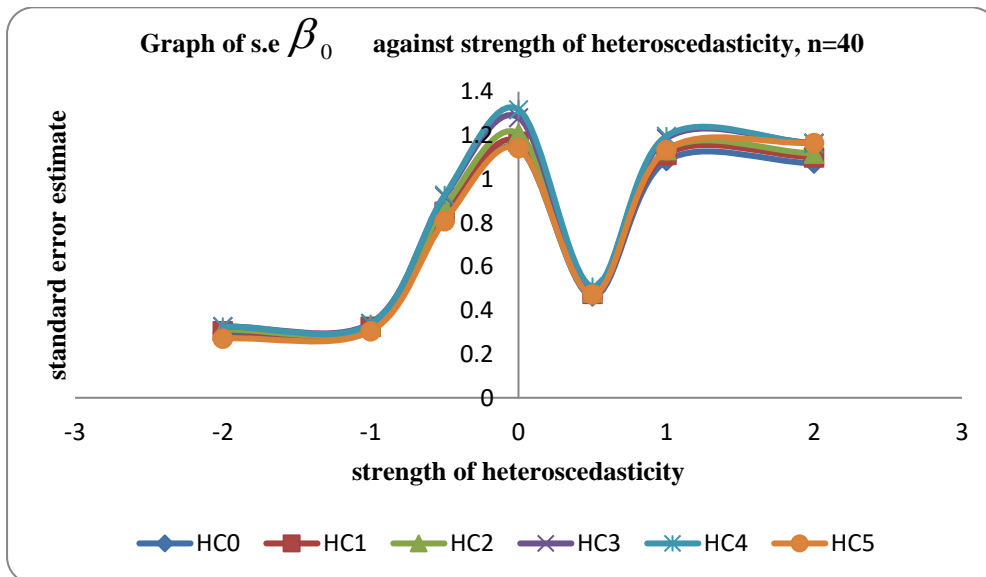 Graph of s.e β₀ against strength of heteroscedasticity, n=40
standard error estimate
1.4
1.2
1
0.8
0.6
0.4
0.2
0
-3 -2 -1 0 1 2 3
strength of heteroscedasticity
HC0 HC1 HC2 HC3 HC4 HC5